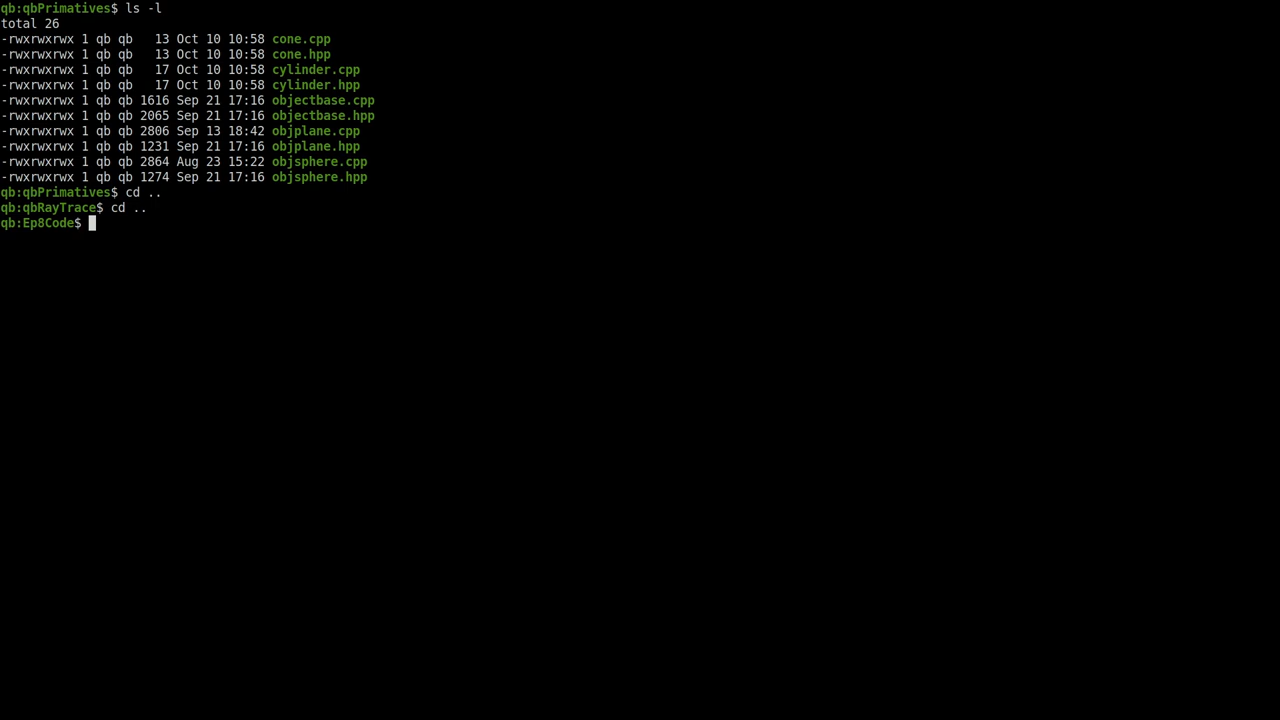 qb:qbPrimatives$ ls -l
total 26
-rwxrwxrwx 1 qb qb   13 Oct 10 10:58 cone.cpp
-rwxrwxrwx 1 qb qb   13 Oct 10 10:58 cone.hpp
-rwxrwxrwx 1 qb qb   17 Oct 10 10:58 cylinder.cpp
-rwxrwxrwx 1 qb qb   17 Oct 10 10:58 cylinder.hpp
-rwxrwxrwx 1 qb qb 1616 Sep 21 17:16 objectbase.cpp
-rwxrwxrwx 1 qb qb 2065 Sep 21 17:16 objectbase.hpp
-rwxrwxrwx 1 qb qb 2806 Sep 13 18:42 objplane.cpp
-rwxrwxrwx 1 qb qb 1231 Sep 21 17:16 objplane.hpp
-rwxrwxrwx 1 qb qb 2864 Aug 23 15:22 objsphere.cpp
-rwxrwxrwx 1 qb qb 1274 Sep 21 17:16 objsphere.hpp
qb:qbPrimatives$ cd ..
qb:qbRayTrace$ cd ..
qb:Ep8Code$